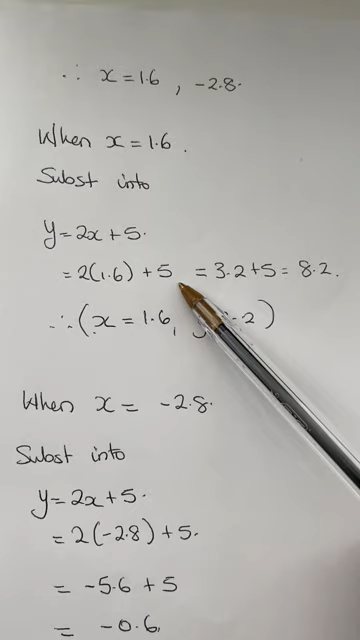 ∴ x = 1.6 , -2.8.
When x = 1.6.
Subst into
y = 2x + 5.
= 2(1.6) + 5 = 3.2 + 5 = 8.2.
∴ (x = 1.6, 2)
When x = -2.8.
Subst into
y = 2x + 5.
= 2(-2.8) + 5.
= -5.6 + 5
= -0.6,